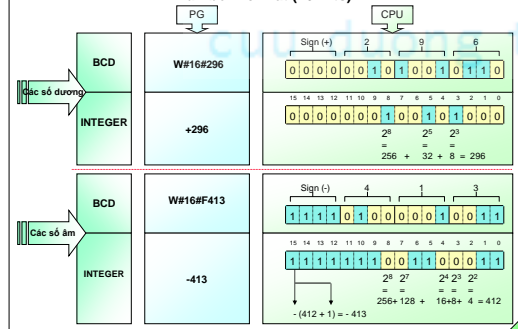 PG
CPU
Các số dương
BCD
W#16#296
Sign (+) 2 9 6
0 0 0 0 0 0 1 0 1 0 0 1 0 1 1 0
INTEGER
+296
15 14 13 12 11 10 9 8 7 6 5 4 3 2 1 0
0 0 0 0 0 0 0 1 0 0 1 0 1 0 0 0
2⁸ 2⁵ 2³
= = =
256 + 32 + 8 = 296
Các số âm
BCD
W#16#F413
Sign (-) 4 1 3
1 1 1 1 0 1 0 0 0 0 0 1 0 0 1 1
INTEGER
-413
15 14 13 12 11 10 9 8 7 6 5 4 3 2 1 0
1 1 1 1 1 1 1 0 0 1 1 0 0 0 1 1
2⁸ 2⁷ 2⁴ 2³ 2²
= = = = =
256+ 128 + 16+8+ 4 = 412
- (412 + 1) = - 413